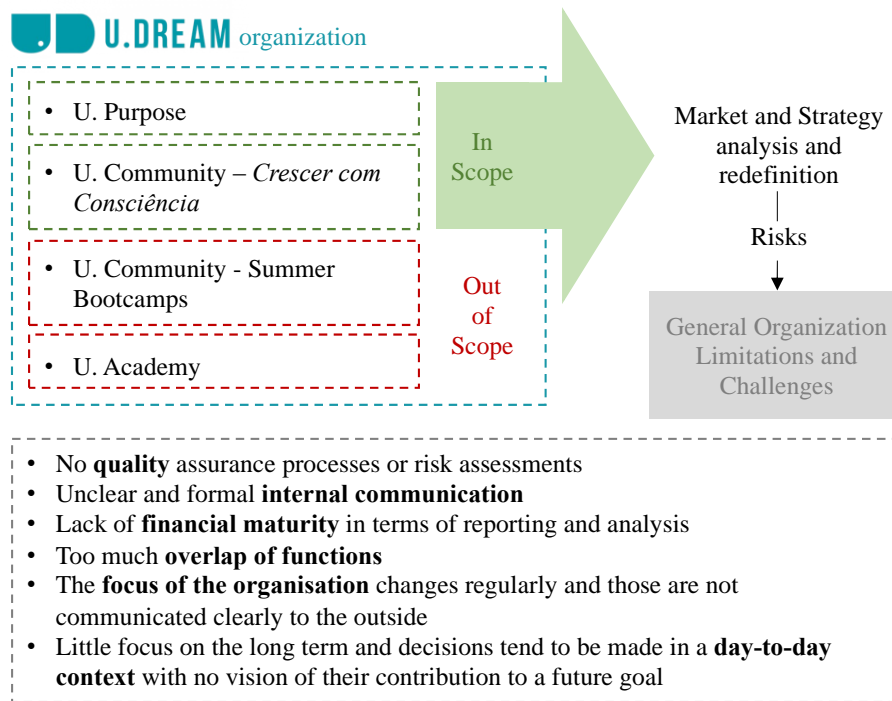 U.DREAM organization
• U. Purpose
• U. Community – Crescer com
Consciência
• U. Community - Summer
Bootcamps
• U. Academy
In
Scope
Out
of
Scope
Market and Strategy
analysis and
redefinition
Risks
General Organization
Limitations and
Challenges
• No quality assurance processes or risk assessments
• Unclear and formal internal communication
• Lack of financial maturity in terms of reporting and analysis
• Too much overlap of functions
• The focus of the organisation changes regularly and those are not
communicated clearly to the outside
• Little focus on the long term and decisions tend to be made in a day-to-day
context with no vision of their contribution to a future goal